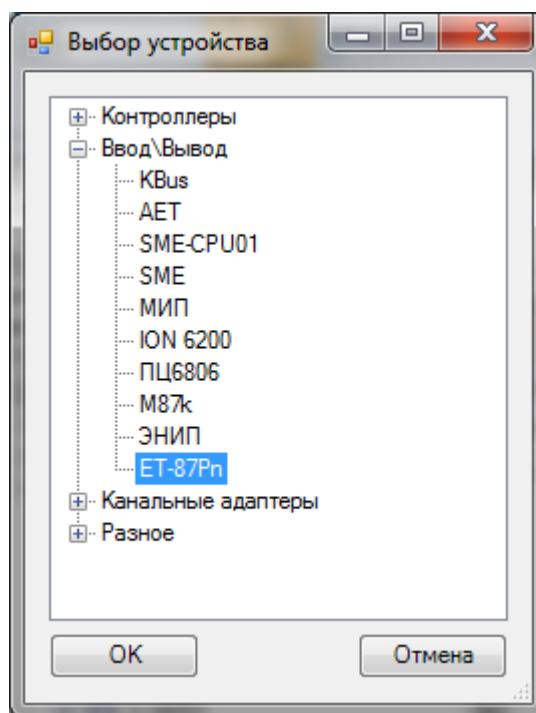 Выбор устройства
Контроллеры
Ввод\Вывод
KBus
AET
SME-CPU01
SME
МИП
ION 6200
ПЦ6806
M87k
ЭНИП
ET-87Pn
Канальные адаптеры
Разное
OK
Отмена